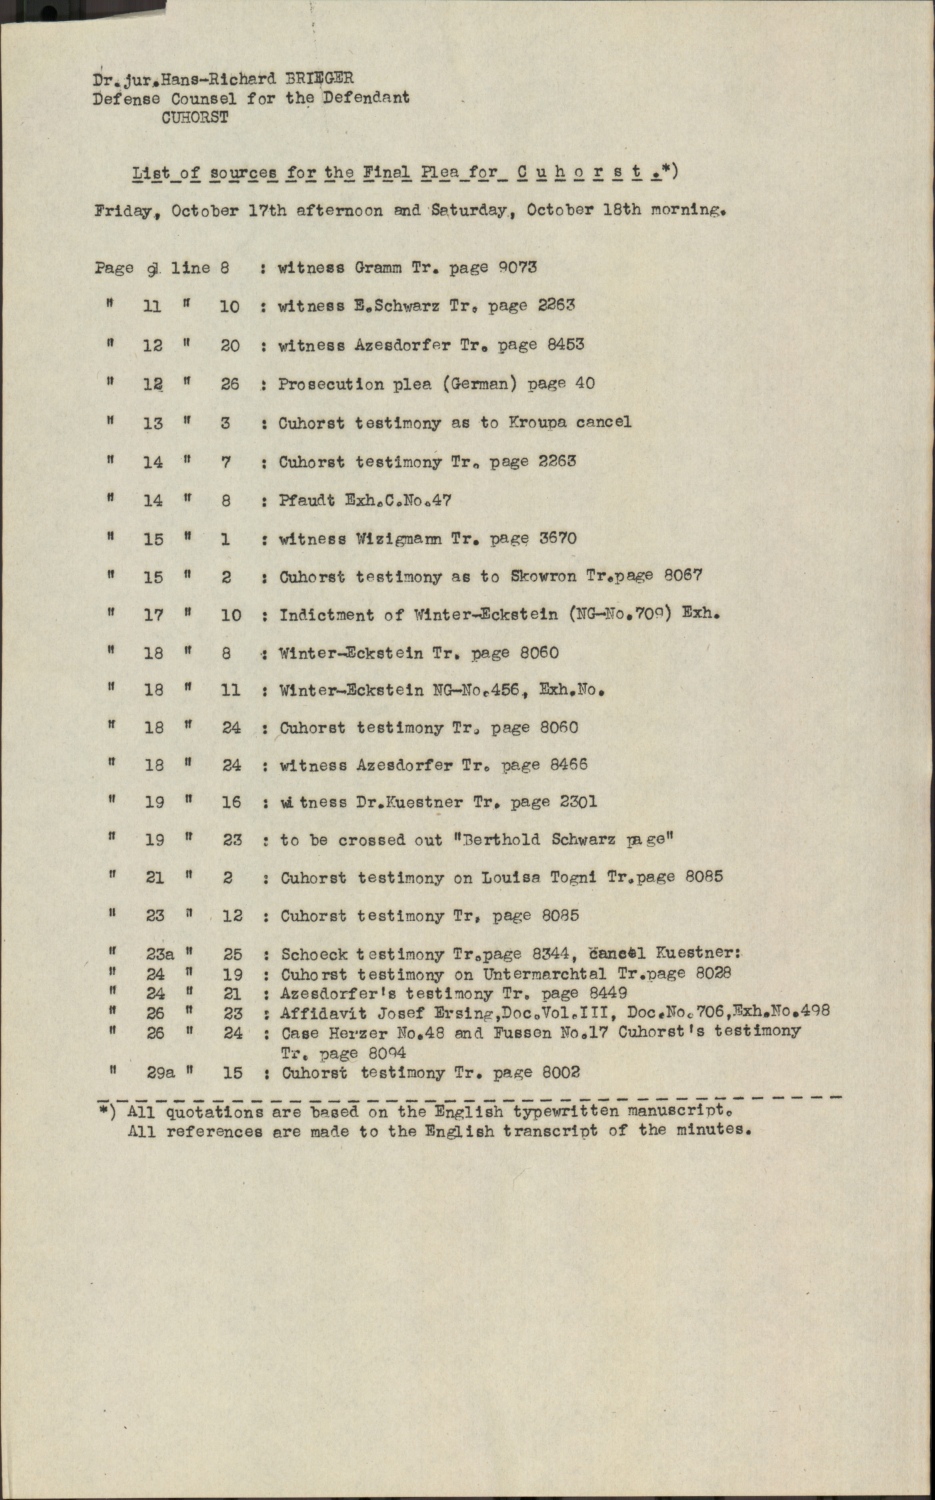 Dr.jur.Hans-Richard BRIEGER
Defense Counsel for the Defendant
CUHORST
List of sources for the Final Plea for C u h o r s t .*)
Friday, October 17th afternoon and Saturday, October 18th morning.
Page 9 line 8 : witness Gramm Tr. page 9073
" 11 " 10 : witness E.Schwarz Tr. page 2263
" 12 " 20 : witness Azesdorfer Tr. page 8453
" 12 " 26 : Prosecution plea (German) page 40
" 13 " 3 : Cuhorst testimony as to Kroupa cancel
" 14 " 7 : Cuhorst testimony Tr. page 2263
" 14 " 8 : Pfaudt Exh.C.No.47
" 15 " 1 : witness Wizigmann Tr. page 3670
" 15 " 2 : Cuhorst testimony as to Skowron Tr.page 8067
" 17 " 10 : Indictment of Winter-Eckstein (NG-No.709) Exh.
" 18 " 8 : Winter-Eckstein Tr. page 8060
" 18 " 11 : Winter-Eckstein NG-No.456, Exh.No.
" 18 " 24 : Cuhorst testimony Tr. page 8060
" 18 " 24 : witness Azesdorfer Tr. page 8466
" 19 " 16 : witness Dr.Kuestner Tr. page 2301
" 19 " 23 : to be crossed out "Berthold Schwarz page"
" 21 " 2 : Cuhorst testimony on Louisa Togni Tr.page 8085
" 23 " 12 : Cuhorst testimony Tr, page 8085
" 23a " 25 : Schoeck testimony Tr.page 8344, cancel Kuestner:
" 24 " 19 : Cuhorst testimony on Untermarchtal Tr.page 8028
" 24 " 21 : Azesdorfer's testimony Tr. page 8449
" 26 " 23 : Affidavit Josef Ersing,Doc.Vol.III, Doc.No.706,Exh.No.498
" 26 " 24 : Case Herzer No.48 and Fussen No.17 Cuhorst's testimony
Tr. page 8094
" 29a " 15 : Cuhorst testimony Tr. page 8002
*) All quotations are based on the English typewritten manuscript.
All references are made to the English transcript of the minutes.